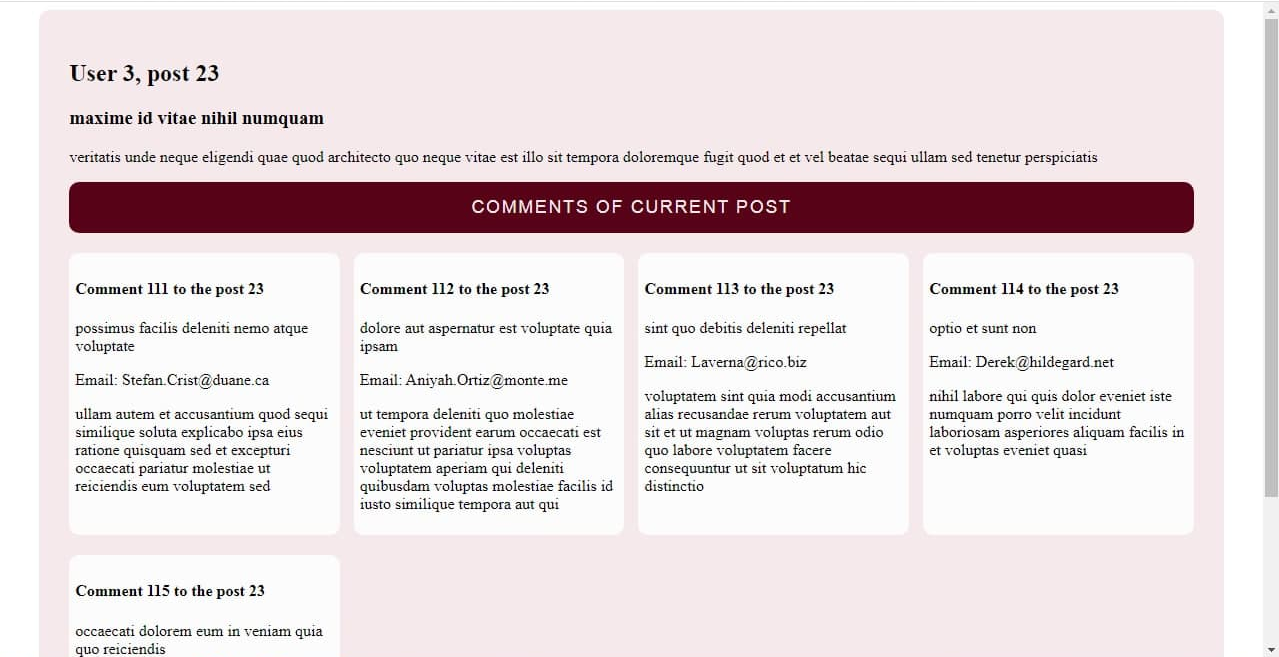 User 3, post 23
maxime id vitae nihil numquam
veritatis unde neque eligendi quae quod architecto quo neque vitae est illo sit tempora doloremque fugit quod et et vel beatae sequi ullam sed tenetur perspiciatis
COMMENTS OF CURRENT POST
Comment 111 to the post 23
possimus facilis deleniti nemo atque
voluptate
Email: Stefan.Crist@duane.ca
ullam autem et accusantium quod sequi
similique soluta explicabo ipsa eius
ratione quisquam sed et excepturi
occaecati pariatur molestiae ut
reiciendis eum voluptatem sed
Comment 112 to the post 23
dolore aut aspernatur est voluptate quia
ipsam
Email: Aniyah.Ortiz@monte.me
ut tempora deleniti quo molestiae
eveniet provident earum occaecati est
nesciunt ut pariatur ipsa voluptas
voluptatem aperiam qui deleniti
quibusdam voluptas molestiae facilis id
iusto similique tempora aut qui
Comment 113 to the post 23
sint quo debitis deleniti repellat
Email: Laverna@rico.biz
voluptatem sint quia modi accusantium
alias recusandae rerum voluptatem aut
sit et ut magnam voluptas rerum odio
quo labore voluptatem facere
consequuntur ut sit voluptatum hic
distinctio
Comment 114 to the post 23
optio et sunt non
Email: Derek@hildegard.net
nihil labore qui quis dolor eveniet iste
numquam porro velit incidunt
laboriosam asperiores aliquam facilis in
et voluptas eveniet quasi
Comment 115 to the post 23
occaecati dolorem eum in veniam quia
quo reiciendis